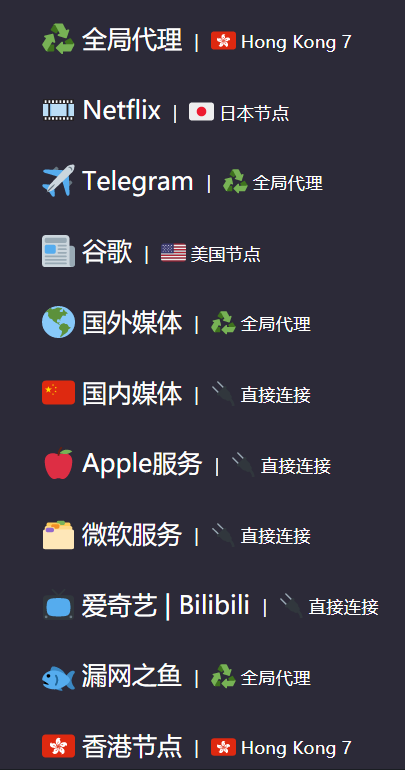 全局代理 | Hong Kong 7
Netflix | 日本节点
Telegram | 全局代理
谷歌 | 美国节点
国外媒体 | 全局代理
国内媒体 | 直接连接
Apple服务 | 直接连接
微软服务 | 直接连接
爱奇艺 | Bilibili | 直接连接
漏网之鱼 | 全局代理
香港节点 | Hong Kong 7